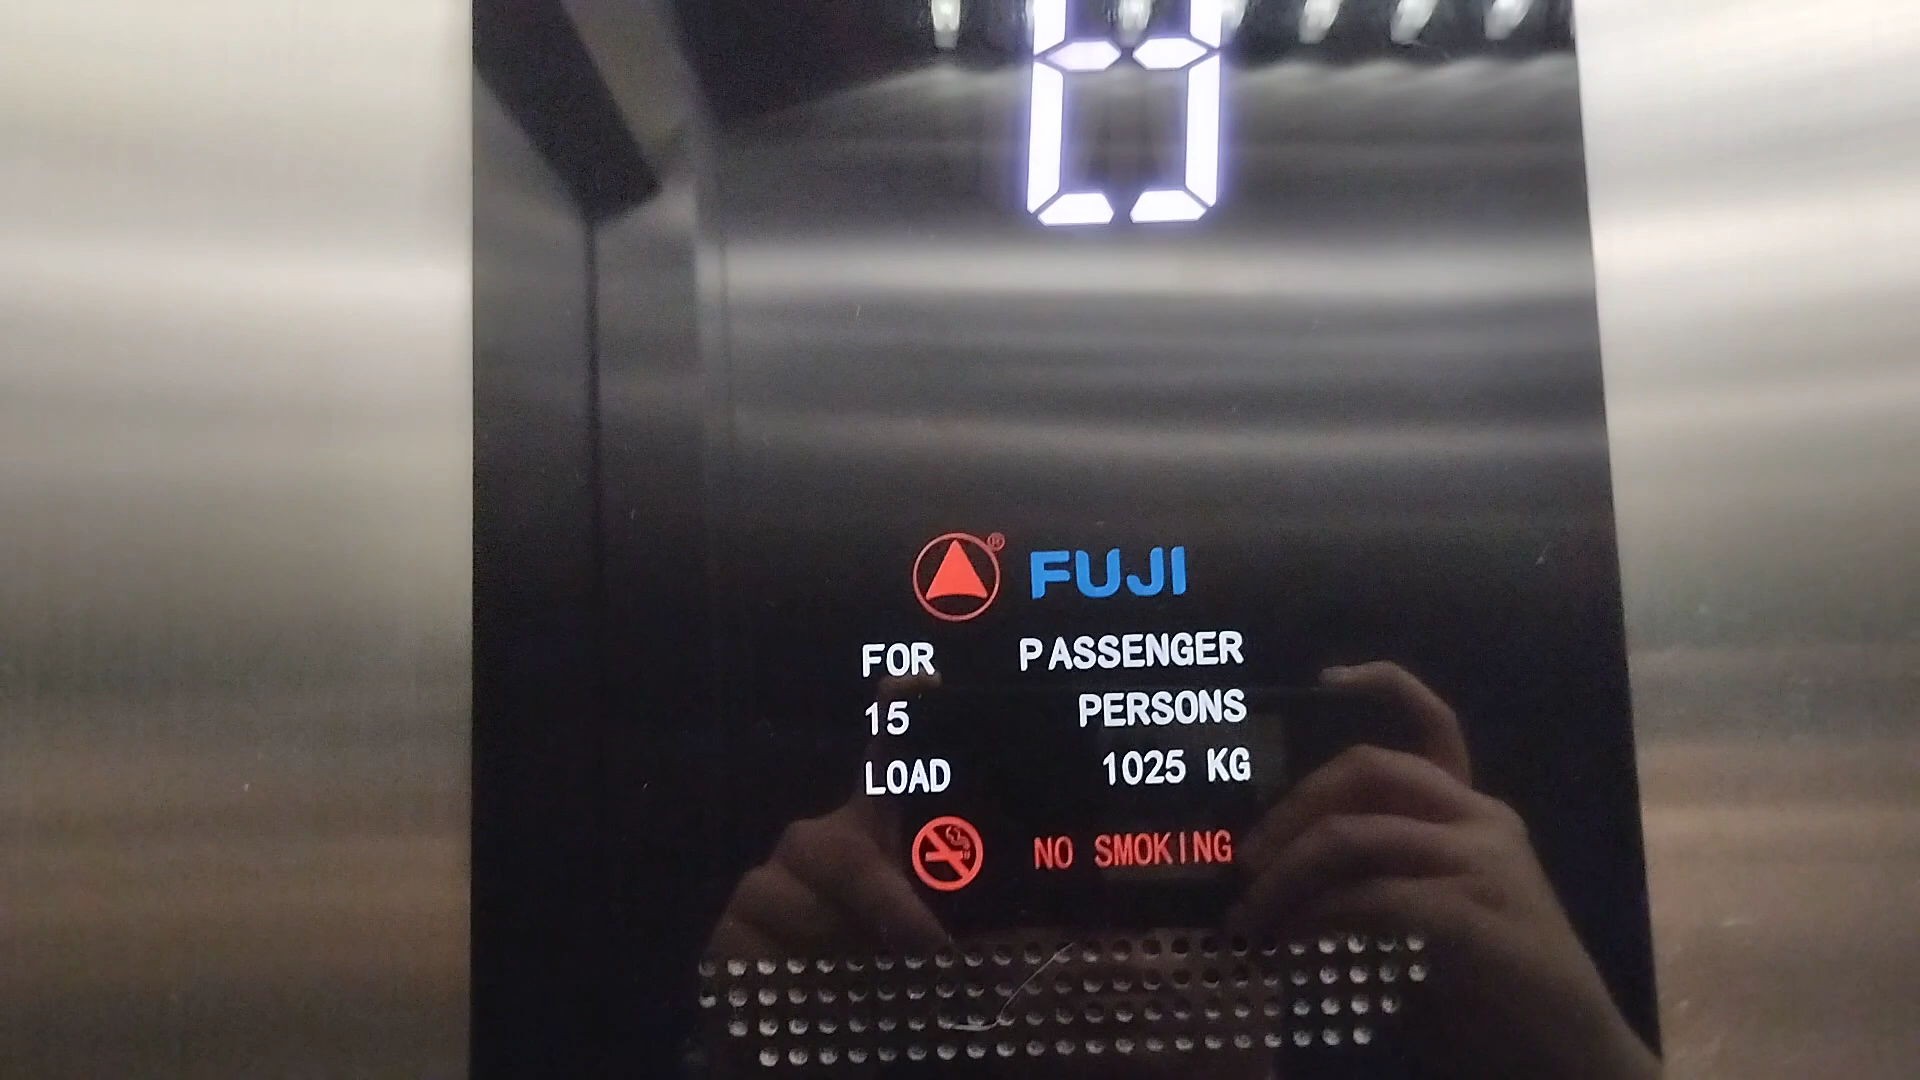 ® FUJI
FOR PASSENGER
15 PERSONS
LOAD 1025 KG
NO SMOKING